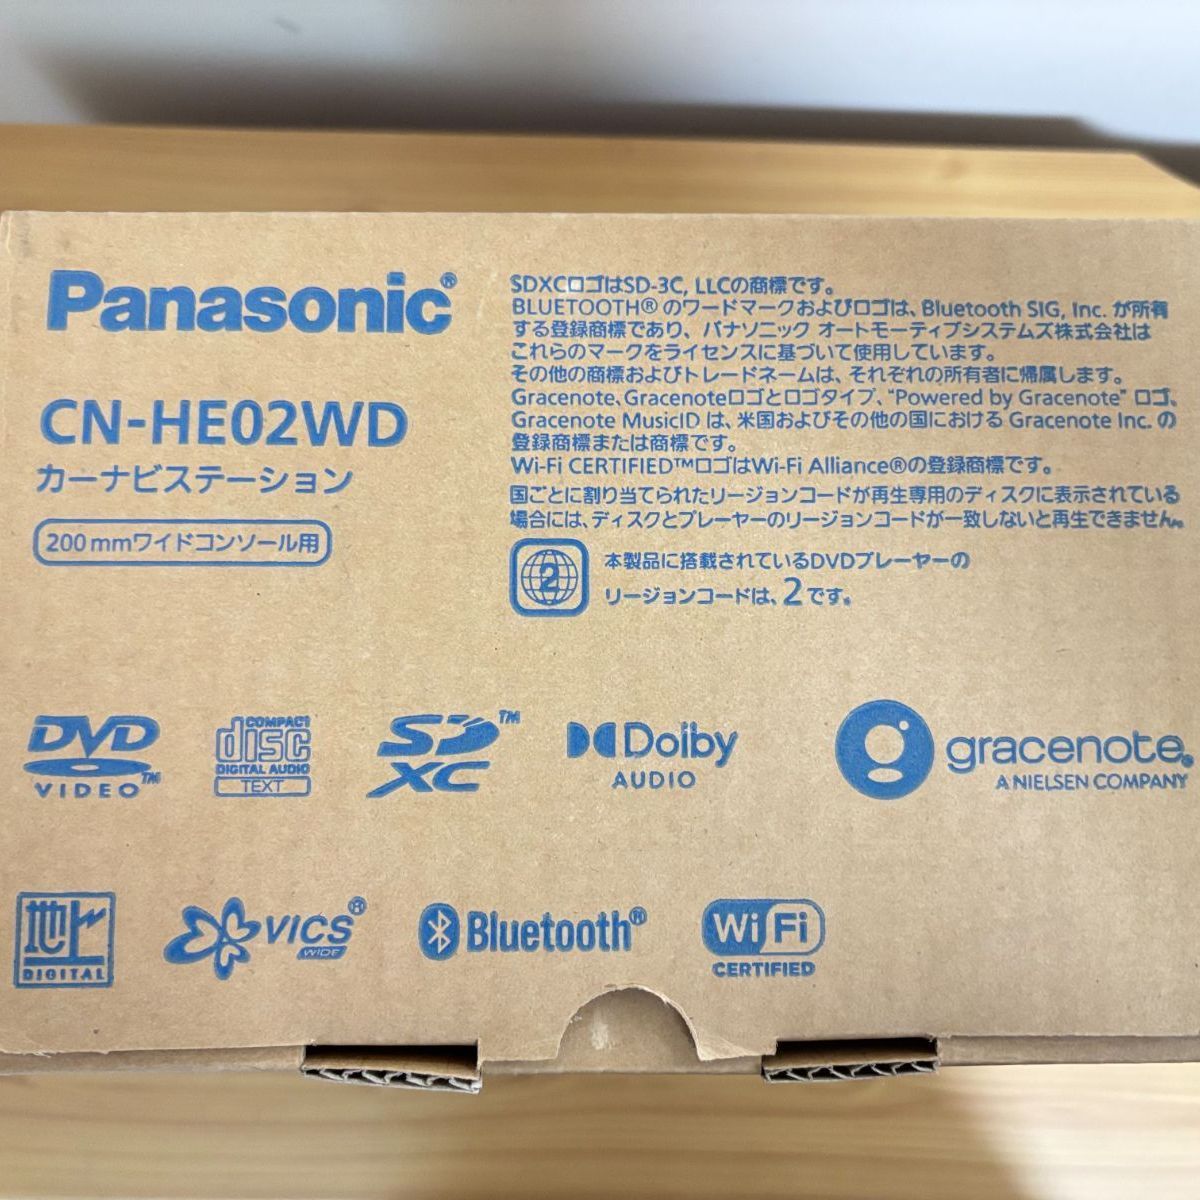 Panasonic®
CN-HE02WD
カーナビステーション
200mmワイドコンソール用
SDXCロゴはSD-3C, LLCの商標です。
BLUETOOTH®のワードマークおよびロゴは、Bluetooth SIG, Inc. が所有
する登録商標であり、パナソニック オートモーティブシステムズ株式会社は
これらのマークをライセンスに基づいて使用しています。
その他の商標およびトレードネームは、それぞれの所有者に帰属します。
Gracenote、Gracenoteロゴとロゴタイプ、"Powered by Gracenote" ロゴ、
Gracenote MusicID は、米国およびその他の国における Gracenote Inc. の
登録商標または商標です。
Wi-Fi CERTIFIED™ロゴはWi-Fi Alliance®の登録商標です。
国ごとに割り当てられたリージョンコードが再生専用のディスクに表示されている
場合には、ディスクとプレーヤーのリージョンコードが一致しないと再生できません。
2
本製品に搭載されているDVDプレーヤーの
リージョンコードは、2です。
DVD
VIDEO™
COMPACT
disc
DIGITAL AUDIO
TEXT
SD™
XC
Dolby
AUDIO
gracenote®
A NIELSEN COMPANY
地上
DIGITAL
VICS®
WIDE
Bluetooth®
Wi Fi
CERTIFIED